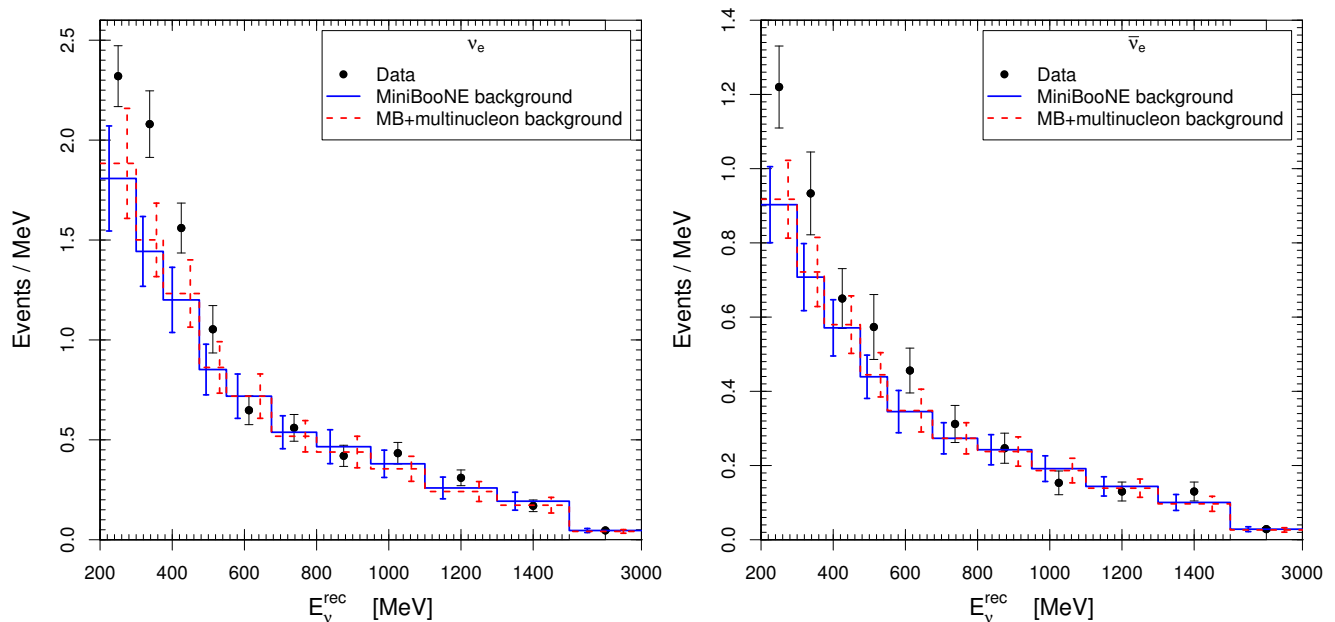 ν_e
Data
MiniBooNE background
MB+multinucleon background
Events / MeV
2.5
2.0
1.5
1.0
0.5
0.0
200 400 600 800 1000 1200 1400 3000
E_ν^rec [MeV]
ν̅_e
Data
MiniBooNE background
MB+multinucleon background
Events / MeV
1.4
1.2
1.0
0.8
0.6
0.4
0.2
0.0
200 400 600 800 1000 1200 1400 3000
E_ν^rec [MeV]